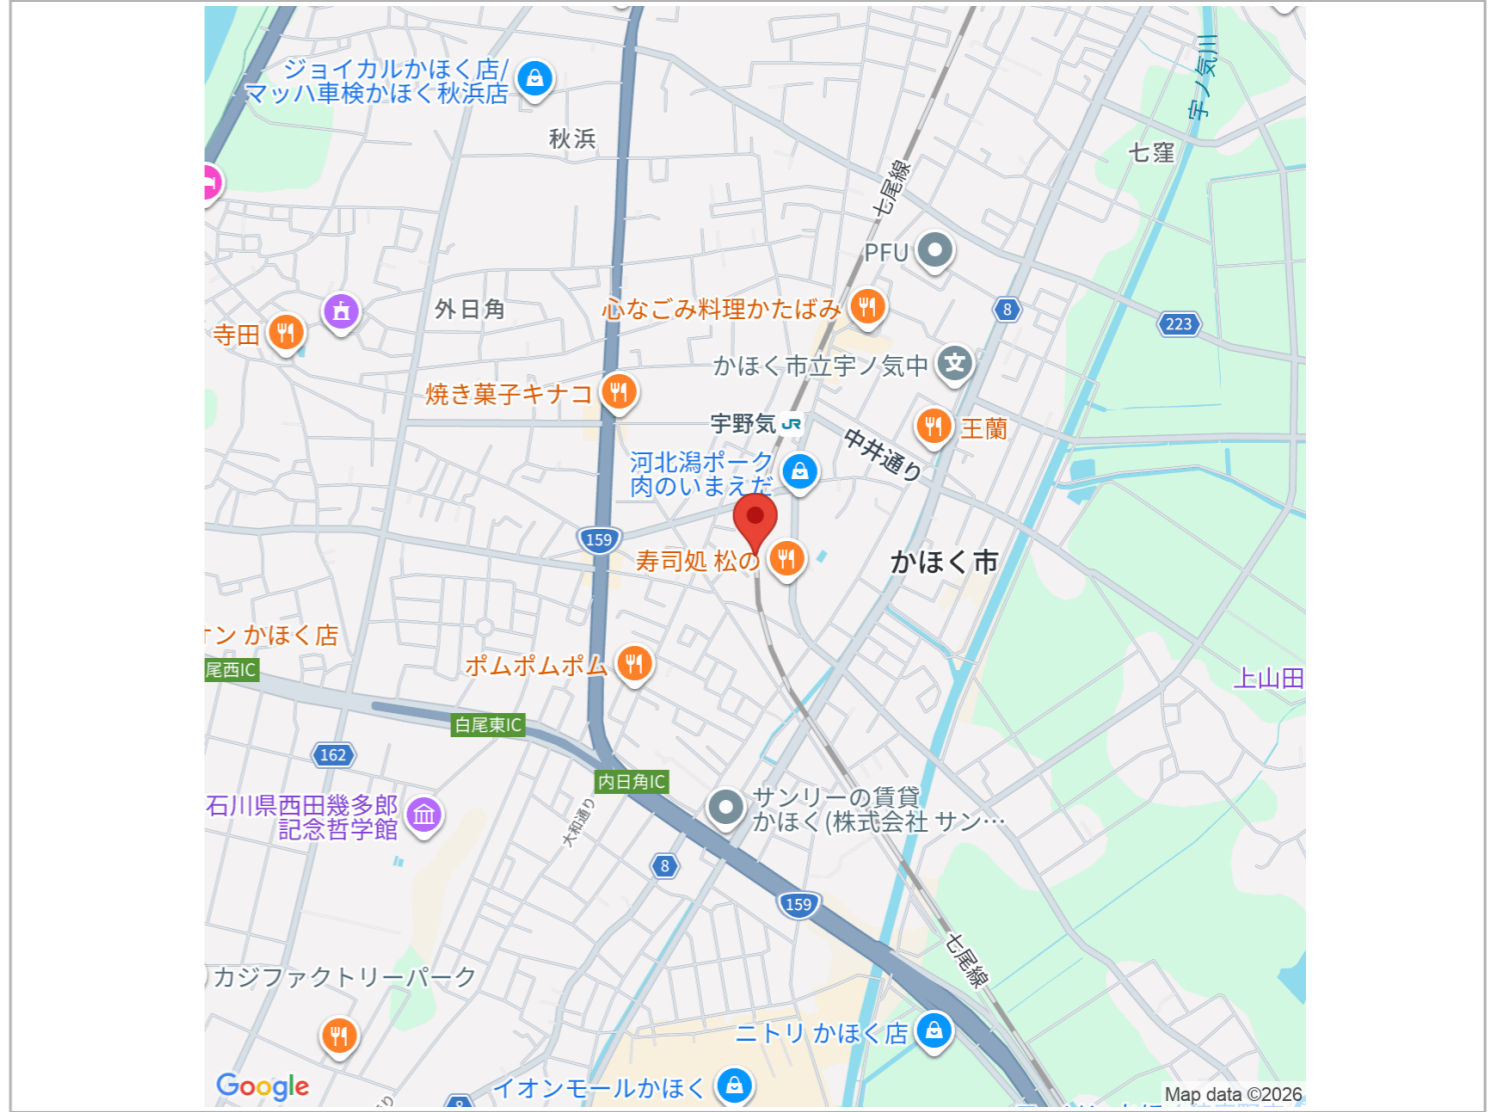 宇ノ気川
ジョイカルかほく店/
マッハ車検かほく秋浜店
秋浜
七窪
七尾線
PFU
心なごみ料理かたばみ
8
223
外日角
寺田
かほく市立宇ノ気中
焼き菓子キナコ
宇野気
JR
王蘭
中井通り
河北潟ポーク
肉のいまえだ
159
寿司処 松の
かほく市
オン かほく店
尾西IC
ポムポムポム
上山田
白尾東IC
162
内日角IC
石川県西田幾多郎
記念哲学館
大和通り
サンリーの賃貸
かほく(株式会社 サン…
8
159
七尾線
カジファクトリーパーク
ニトリ かほく店
イオンモールかほく
8
Google
Map data ©2026